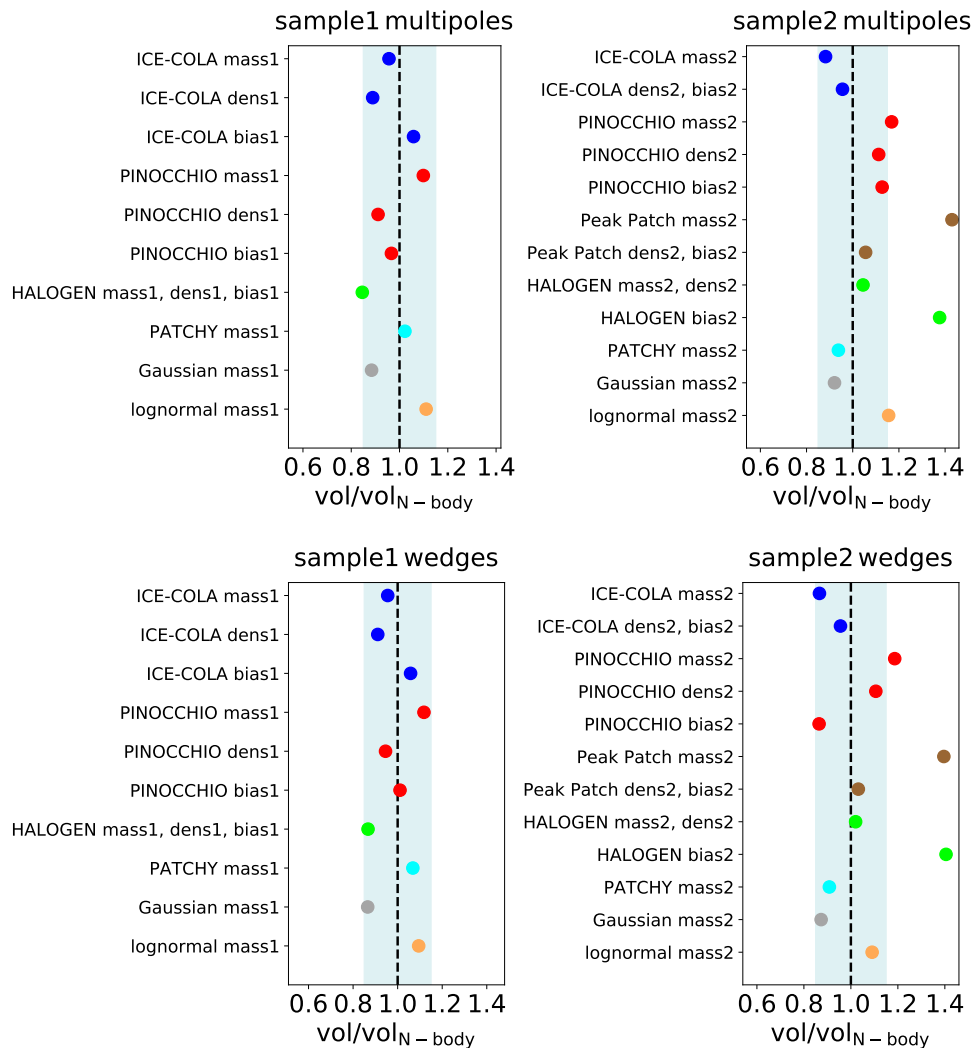 sample1 multipoles
ICE-COLA mass1
ICE-COLA dens1
ICE-COLA bias1
PINOCCHIO mass1
PINOCCHIO dens1
PINOCCHIO bias1
HALOGEN mass1, dens1, bias1
PATCHY mass1
Gaussian mass1
lognormal mass1
0.6 0.8 1.0 1.2 1.4
vol/vol_N−body
sample2 multipoles
ICE-COLA mass2
ICE-COLA dens2, bias2
PINOCCHIO mass2
PINOCCHIO dens2
PINOCCHIO bias2
Peak Patch mass2
Peak Patch dens2, bias2
HALOGEN mass2, dens2
HALOGEN bias2
PATCHY mass2
Gaussian mass2
lognormal mass2
0.6 0.8 1.0 1.2 1.4
vol/vol_N−body
sample1 wedges
ICE-COLA mass1
ICE-COLA dens1
ICE-COLA bias1
PINOCCHIO mass1
PINOCCHIO dens1
PINOCCHIO bias1
HALOGEN mass1, dens1, bias1
PATCHY mass1
Gaussian mass1
lognormal mass1
0.6 0.8 1.0 1.2 1.4
vol/vol_N−body
sample2 wedges
ICE-COLA mass2
ICE-COLA dens2, bias2
PINOCCHIO mass2
PINOCCHIO dens2
PINOCCHIO bias2
Peak Patch mass2
Peak Patch dens2, bias2
HALOGEN mass2, dens2
HALOGEN bias2
PATCHY mass2
Gaussian mass2
lognormal mass2
0.6 0.8 1.0 1.2 1.4
vol/vol_N−body